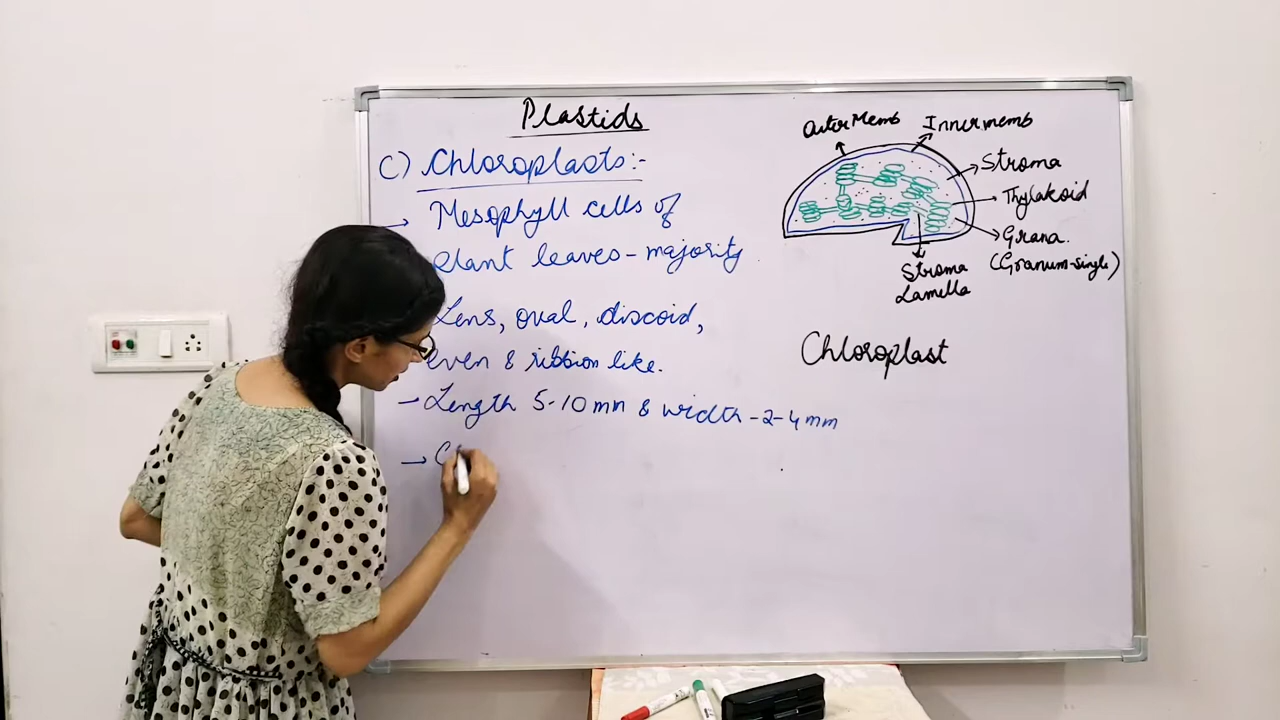 Plastids
C) Chloroplasts:-
→ Mesophyll cells of
plant leaves - majority
Lens, oval, discoid,
even & ribbion like.
→ Length 5-10 mm & width - 2-4 mm
→ C
Outer Memb
Inner memb
Stroma
Thylakoid
Grana.
(Granum-single)
Stroma
Lamella
Chloroplast